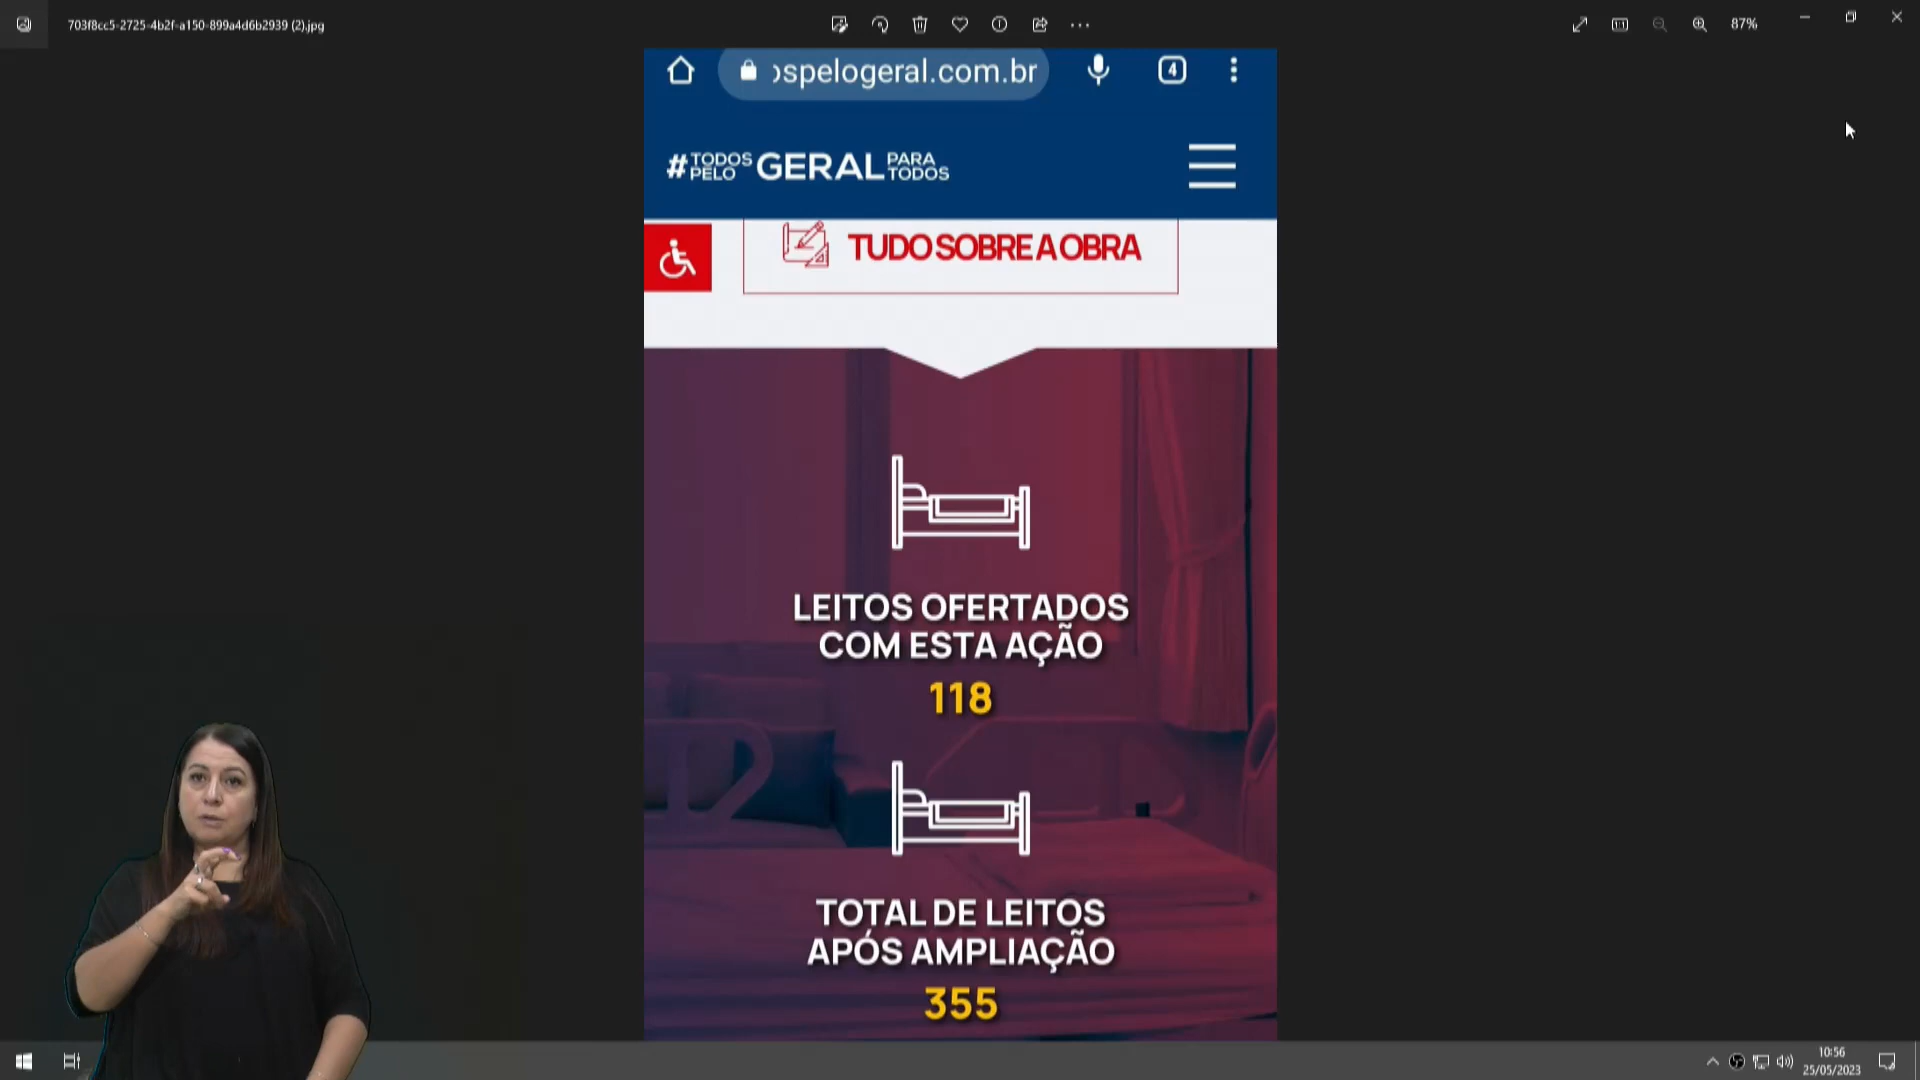 703f8cc5-2725-4b2f-a150-899a4d6b2939 (2).jpg
87%
ospelogeral.com.br
4
#TODOS PELO GERAL PARA TODOS
TUDO SOBRE A OBRA
LEITOS OFERTADOS
COM ESTA AÇÃO
118
TOTAL DE LEITOS
APÓS AMPLIAÇÃO
355
10:56
25/05/2023